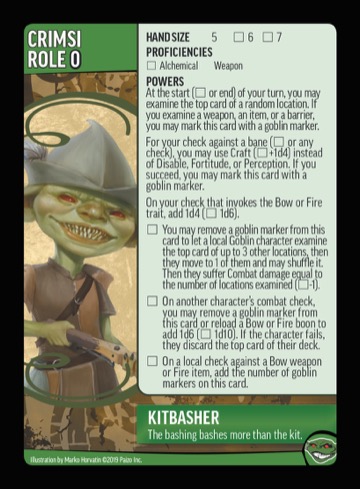 CRIMSI
ROLE 0
HAND SIZE 5 □ 6 □ 7
PROFICIENCIES
□ Alchemical Weapon
POWERS
At the start (□ or end) of your turn, you may
examine the top card of a random location. If
you examine a weapon, an item, or a barrier,
you may mark this card with a goblin marker.
For your check against a bane (□ or any
check), you may use Craft (□ +1d4) instead
of Disable, Fortitude, or Perception. If you
succeed, you may mark this card with a
goblin marker.
On your check that invokes the Bow or Fire
trait, add 1d4 (□ 1d6).
□ You may remove a goblin marker from this
card to let a local Goblin character examine
the top card of up to 3 other locations, then
they move to 1 of them and may shuffle it.
Then they suffer Combat damage equal to
the number of locations examined (□-1).
□ On another character's combat check,
you may remove a goblin marker from
this card or reload a Bow or Fire boon to
add 1d6 (□ 1d10). If the character fails,
they discard the top card of their deck.
□ On a local check against a Bow weapon
or Fire item, add the number of goblin
markers on this card.
KITBASHER
The bashing bashes more than the kit.
Illustration by Marko Horvatin ©2019 Paizo Inc.